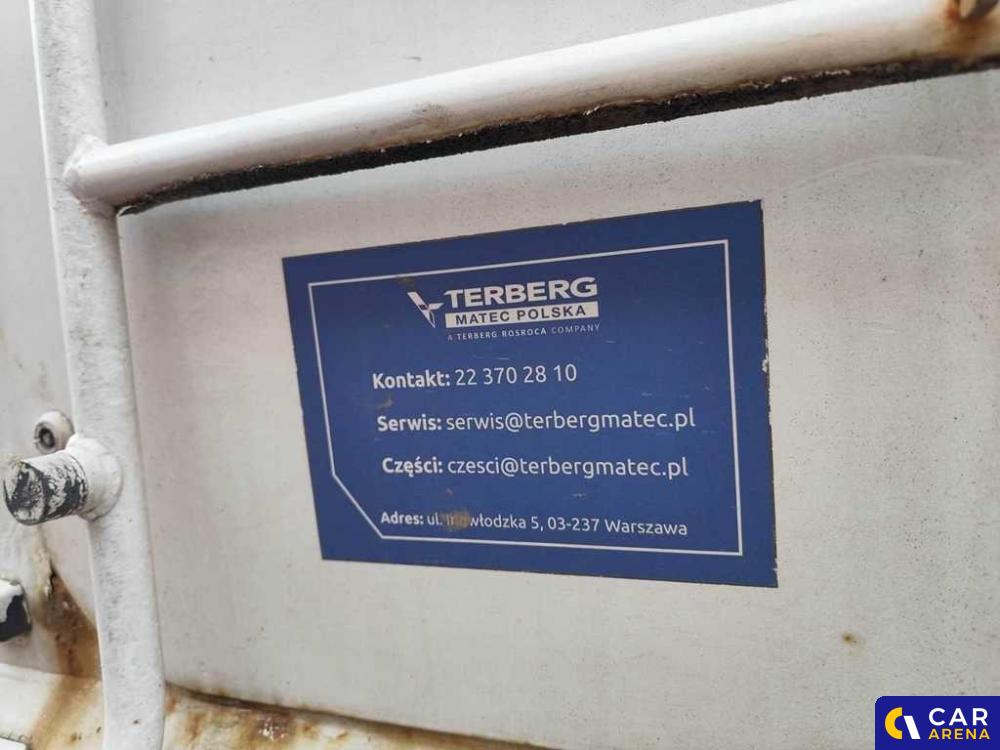 TERBERG
MATEC POLSKA
A TERBERG ROSROCA COMPANY
Kontakt: 22 370 28 10
Serwis: serwis@terbergmatec.pl
Części: czesci@terbergmatec.pl
Adres: ul. 5, 03-237 Warszawa
CAR
ARENA